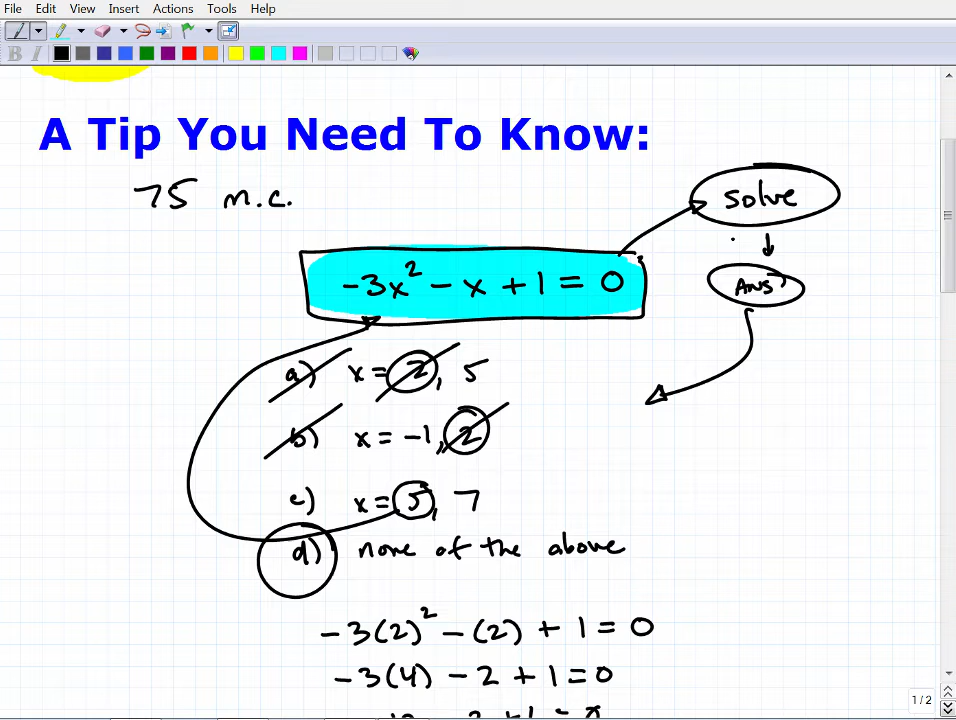 File Edit View Insert Actions Tools Help
B I
A Tip You Need To Know:
75 m.c.
solve
Ans
-3x² - x + 1 = 0
a) x = 2, 5
b) x = -1, 2
c) x = 5, 7
d) none of the above
-3(2)² - (2) + 1 = 0
-3(4) - 2 + 1 = 0
1 / 2